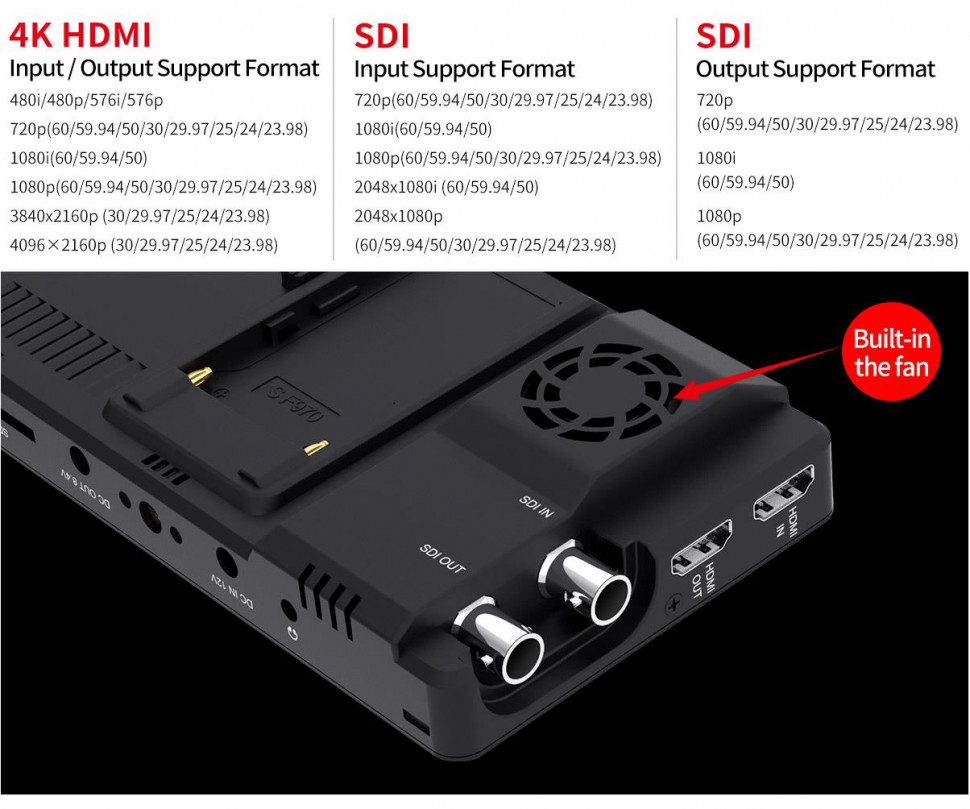 4K HDMI
Input / Output Support Format
480i/480p/576i/576p
720p(60/59.94/50/30/29.97/25/24/23.98)
1080i(60/59.94/50)
1080p(60/59.94/50/30/29.97/25/24/23.98)
3840x2160p (30/29.97/25/24/23.98)
4096×2160p (30/29.97/25/24/23.98)
SDI
Input Support Format
720p(60/59.94/50/30/29.97/25/24/23.98)
1080i(60/59.94/50)
1080p(60/59.94/50/30/29.97/25/24/23.98)
2048x1080i (60/59.94/50)
2048x1080p
(60/59.94/50/30/29.97/25/24/23.98)
SDI
Output Support Format
720p
(60/59.94/50/30/29.97/25/24/23.98)
1080i
(60/59.94/50)
1080p
(60/59.94/50/30/29.97/25/24/23.98)
Built-in
the fan
SDI IN
SDI OUT
HDMI
IN
HDMI
OUT
DC OUT 8.4V
DC IN 12V